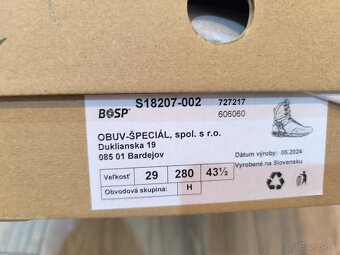 BOSP
S18207-002
727217
606060
OBUV-ŠPECIÁL, spol. s r.o.
Duklianska 19
085 01 Bardejov
Dátum výroby: 05.2024
Vyrobené na Slovensku
Veľkosť 29 280 43½
Obvodová skupina: H